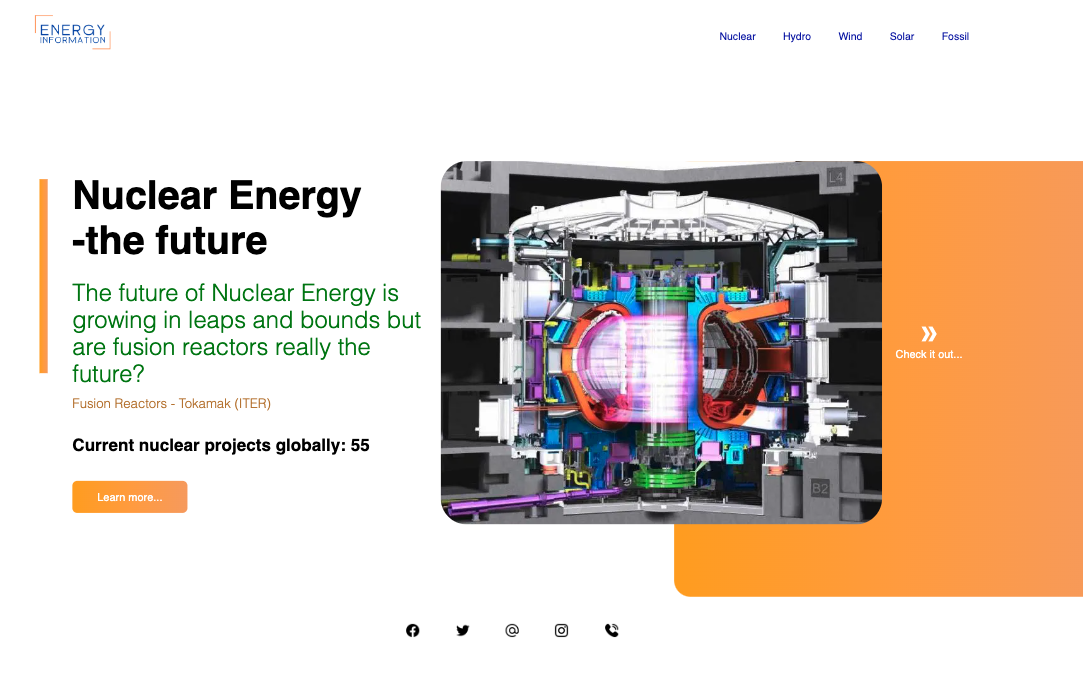 ENERGY
INFORMATION
Nuclear Hydro Wind Solar Fossil
Nuclear Energy
-the future
The future of Nuclear Energy is
growing in leaps and bounds but
are fusion reactors really the
future?
Fusion Reactors - Tokamak (ITER)
Current nuclear projects globally: 55
Learn more...
L4
B2
»
Check it out...